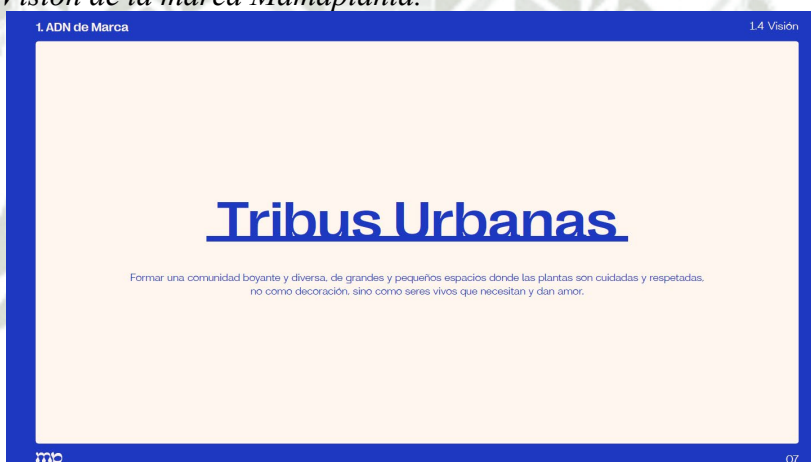 Visión de la marca Mamaplanta.
1. ADN de Marca
1.4 Visión
Tribus Urbanas
Formar una comunidad boyante y diversa, de grandes y pequeños espacios donde las plantas son cuidadas y respetadas,
no como decoración, sino como seres vivos que necesitan y dan amor.
mp
07